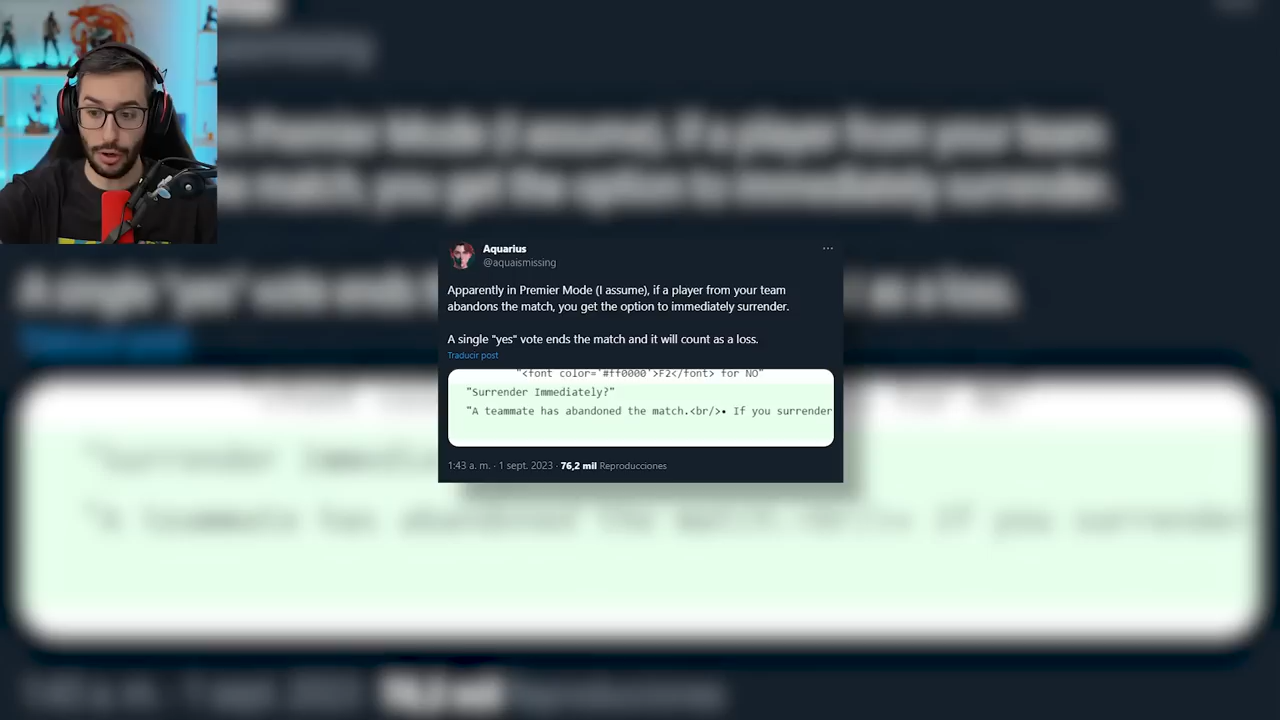 Aquarius
@aquaismissing
Apparently in Premier Mode (I assume), if a player from your team
abandons the match, you get the option to immediately surrender.
A single "yes" vote ends the match and it will count as a loss.
Traducir post
"<font color='#ff0000'>F2</font> for NO"
"Surrender Immediately?"
"A teammate has abandoned the match.<br/>• If you surrender
1:43 a. m. · 1 sept. 2023 · 76,2 mil Reproducciones